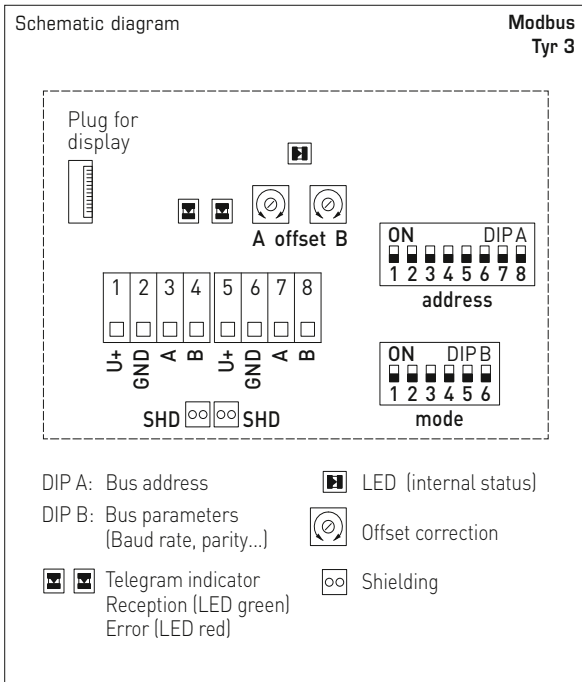 Schematic diagram
Modbus
Tyr 3
Plug for
display
A offset B
ON DIP A
1 2 3 4 5 6 7 8
address
1 2 3 4 5 6 7 8
U+ GND A B U+ GND A B
ON DIP B
1 2 3 4 5 6
mode
SHD SHD
DIP A: Bus address
DIP B: Bus parameters
(Baud rate, parity...)
Telegram indicator
Reception (LED green)
Error (LED red)
LED (internal status)
Offset correction
Shielding